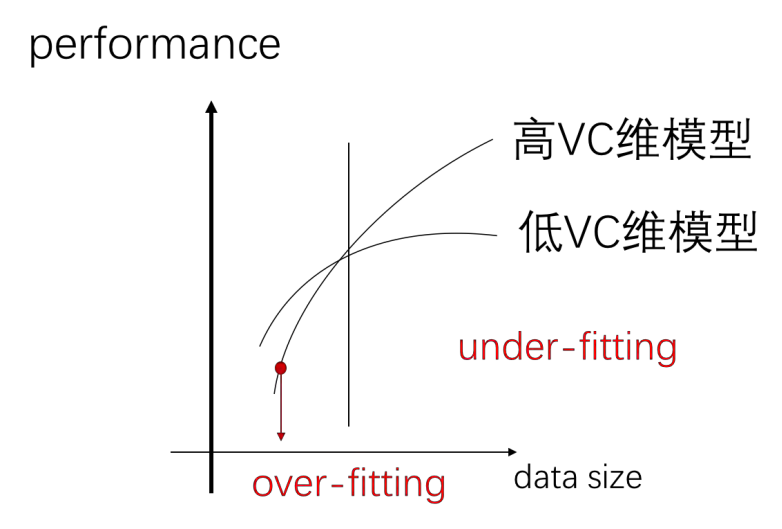 performance
高VC维模型
低VC维模型
under-fitting
over-fitting
data size